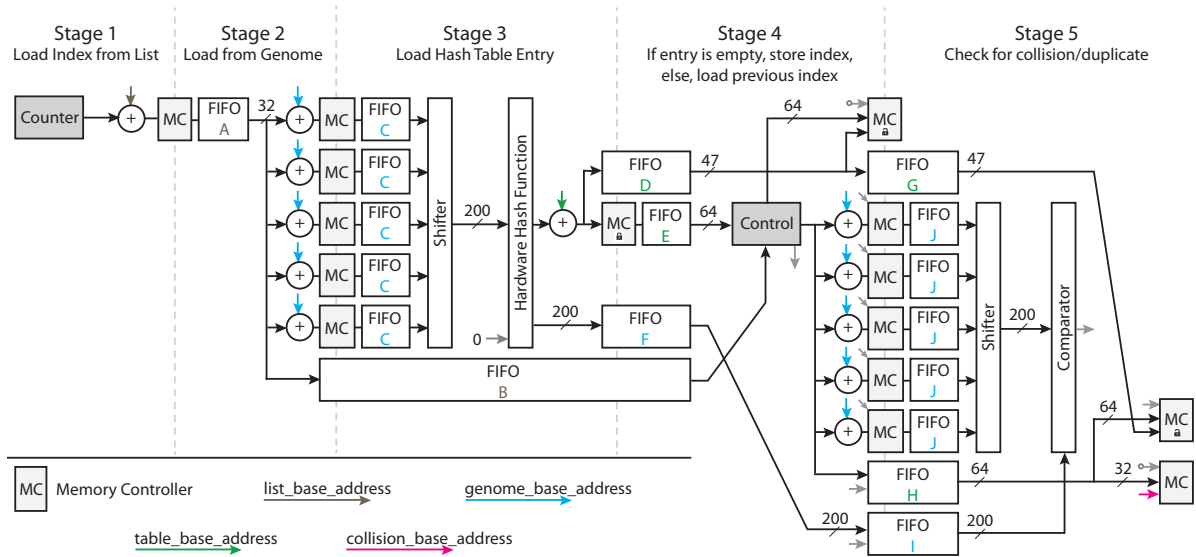 Stage 1
Load Index from List
Stage 2
Load from Genome
Stage 3
Load Hash Table Entry
Stage 4
If entry is empty, store index,
else, load previous index
Stage 5
Check for collision/duplicate
Counter
+
MC
FIFO
A
32
+
MC
FIFO
C
+
MC
FIFO
C
+
MC
FIFO
C
+
MC
FIFO
C
+
MC
FIFO
C
Shifter
200
Hardware Hash Function
0
200
+
FIFO
B
FIFO
D
47
MC
FIFO
E
64
FIFO
F
Control
64
MC
FIFO
G
47
+
MC
FIFO
J
+
MC
FIFO
J
+
MC
FIFO
J
+
MC
FIFO
J
+
MC
FIFO
J
Shifter
200
Comparator
FIFO
H
64
64
MC
32
MC
200
FIFO
I
200
MC
Memory Controller
list_base_address
genome_base_address
table_base_address
collision_base_address